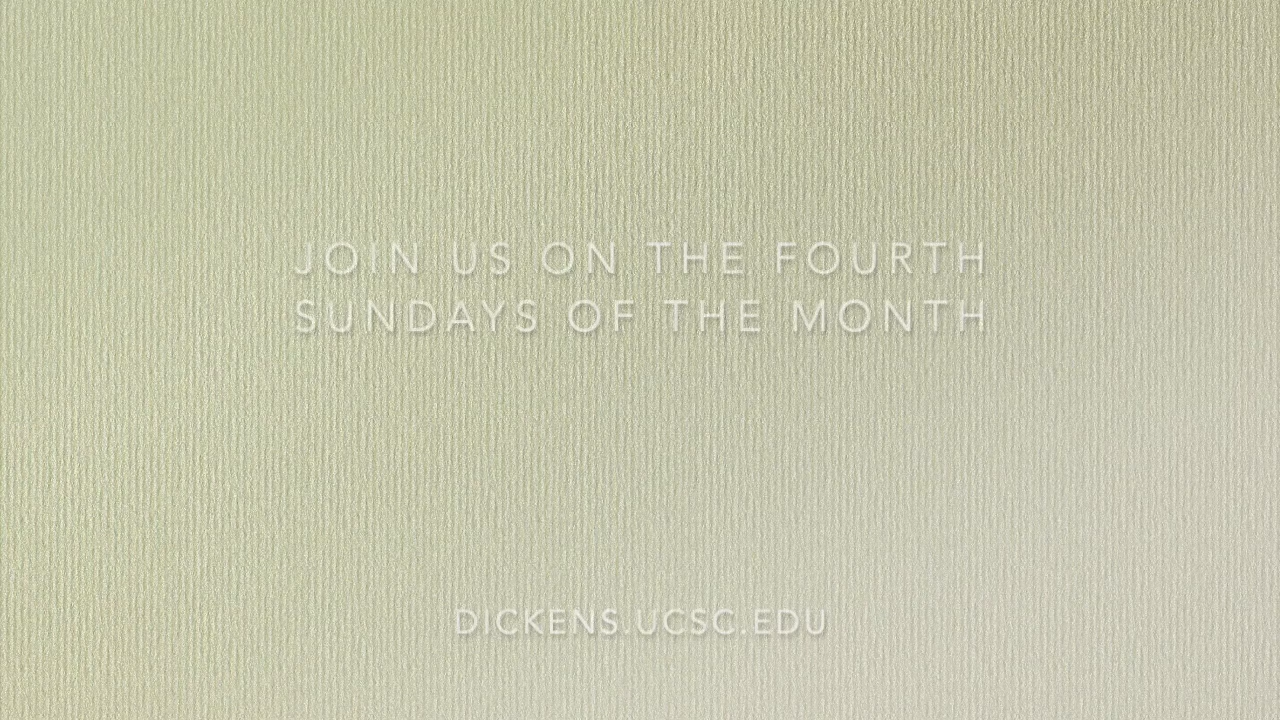 JOIN US ON THE FOURTH
SUNDAYS OF THE MONTH
DICKENS.UCSC.EDU